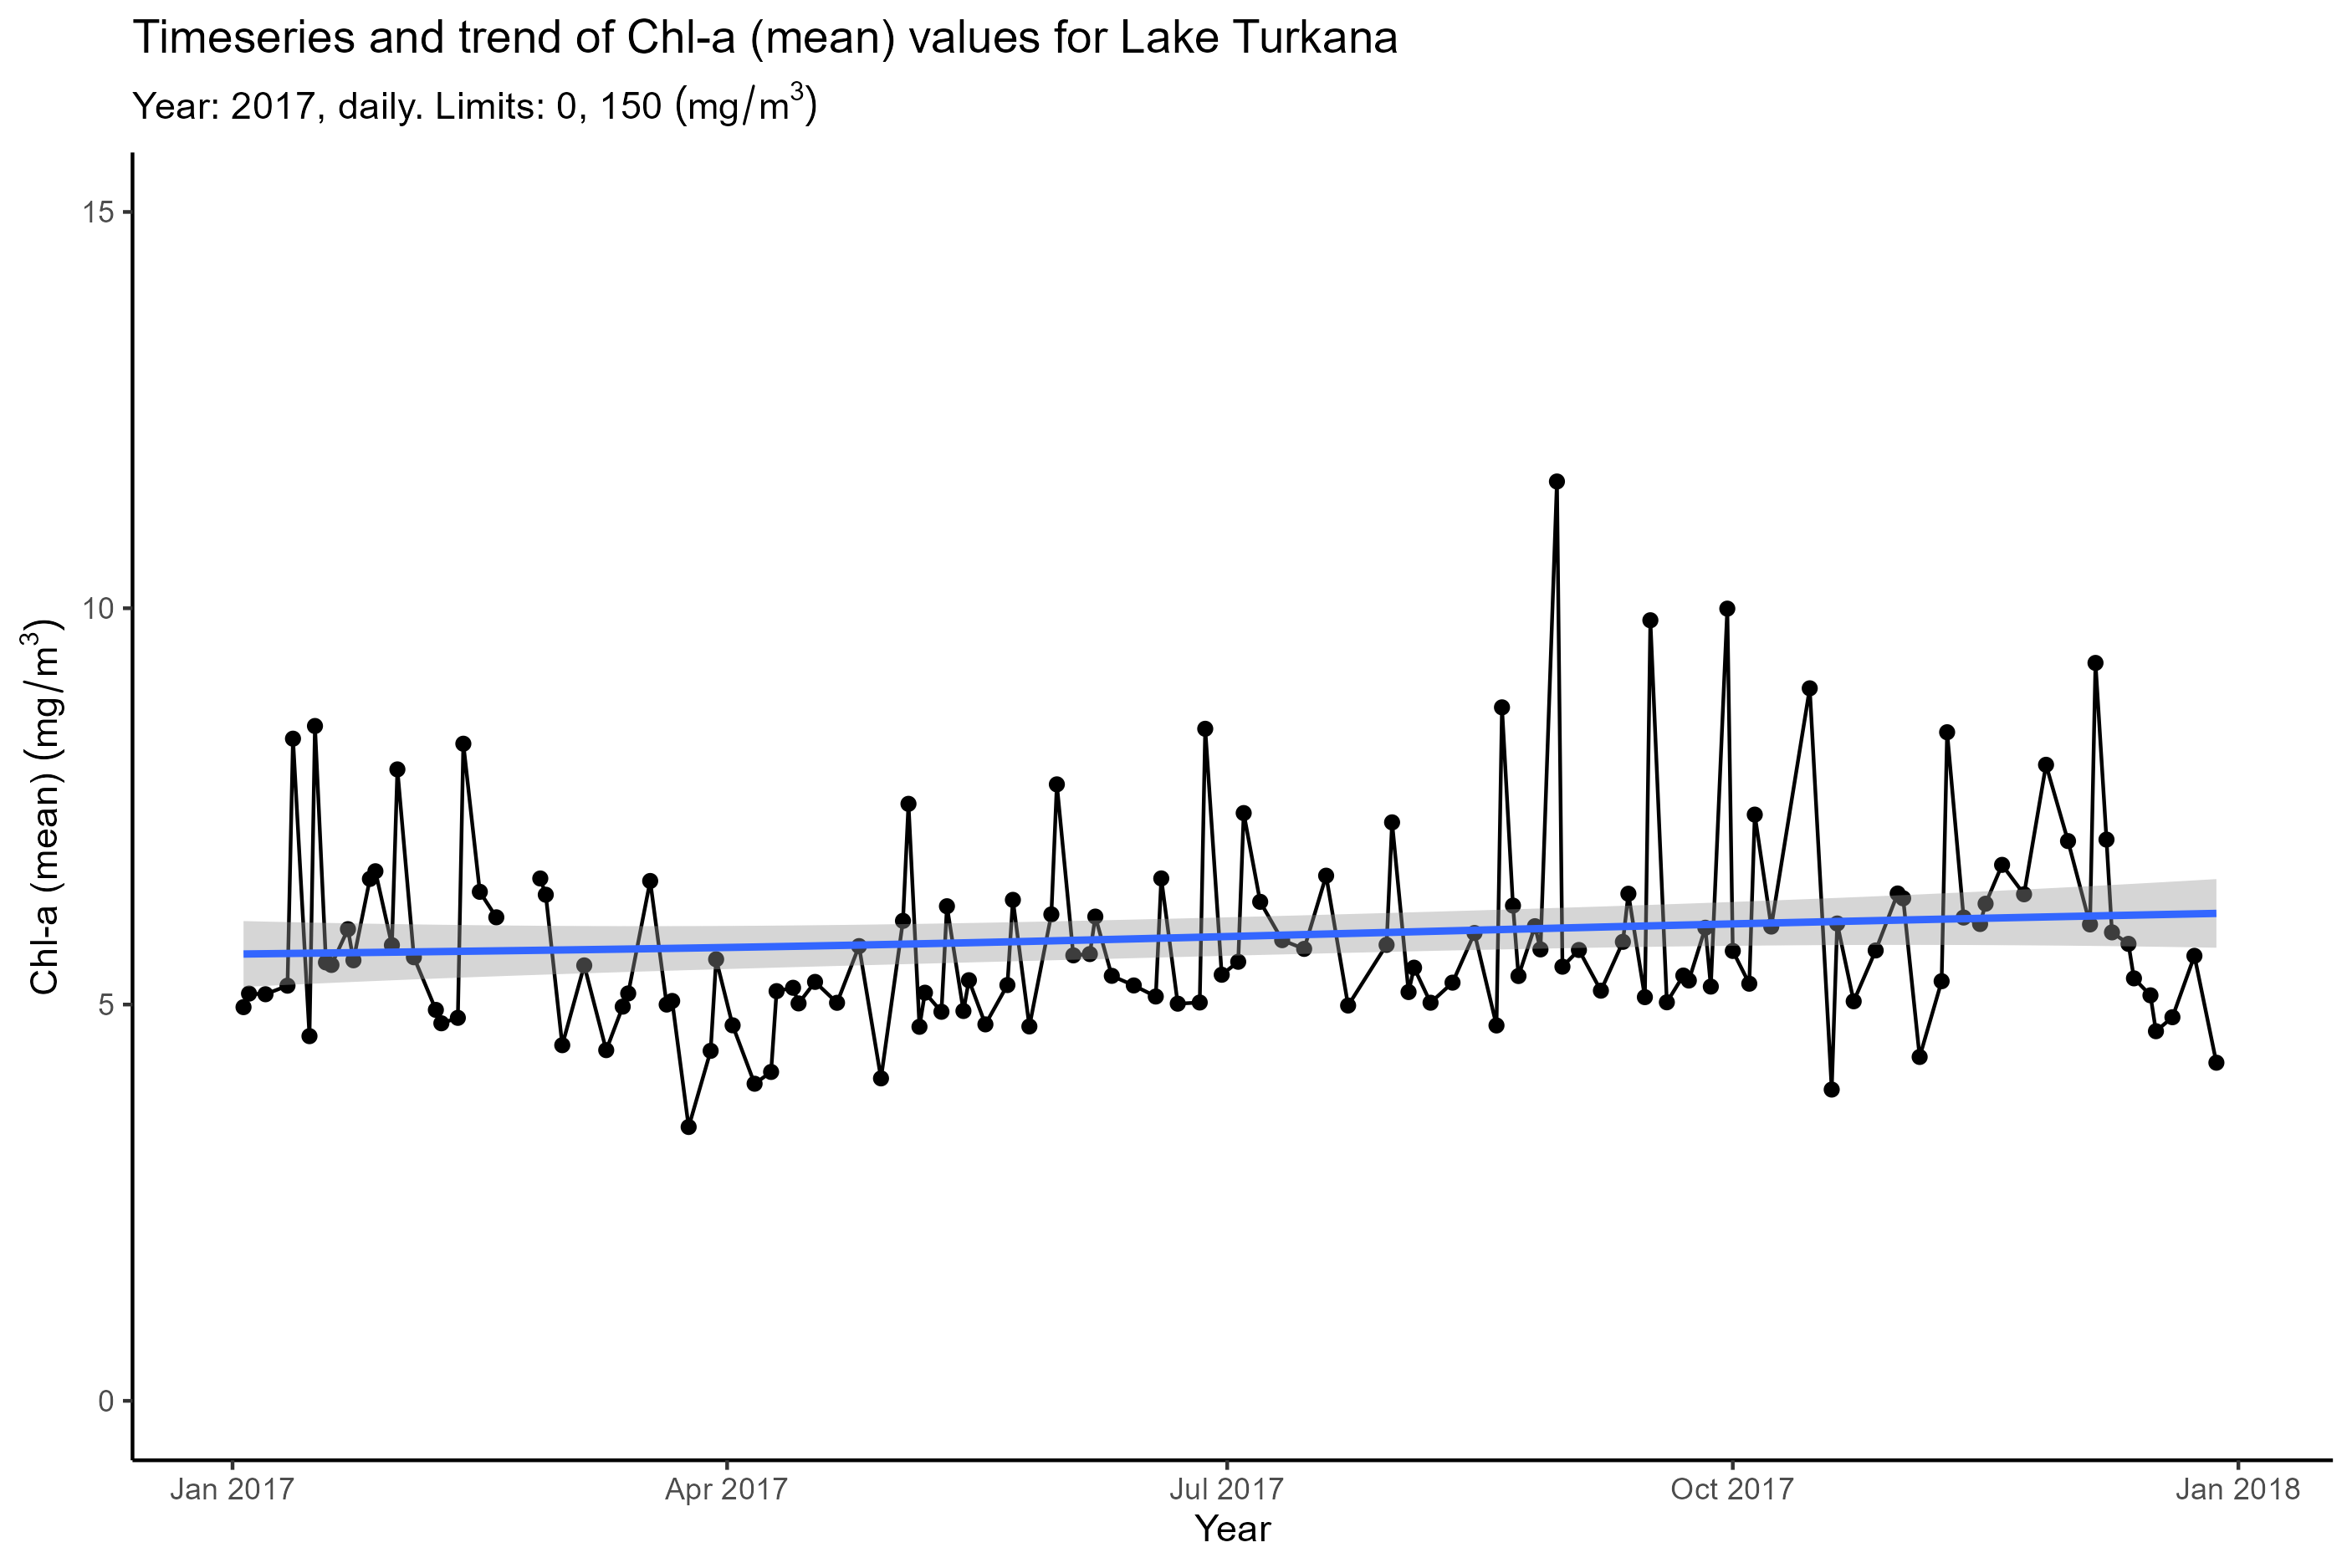 Timeseries and trend of Chl-a (mean) values for Lake Turkana
Year: 2017, daily. Limits: 0, 150 (mg/m³)
Chl-a (mean) (mg/m³)
15
10
5
0
Jan 2017 Apr 2017 Jul 2017 Oct 2017 Jan 2018
Year